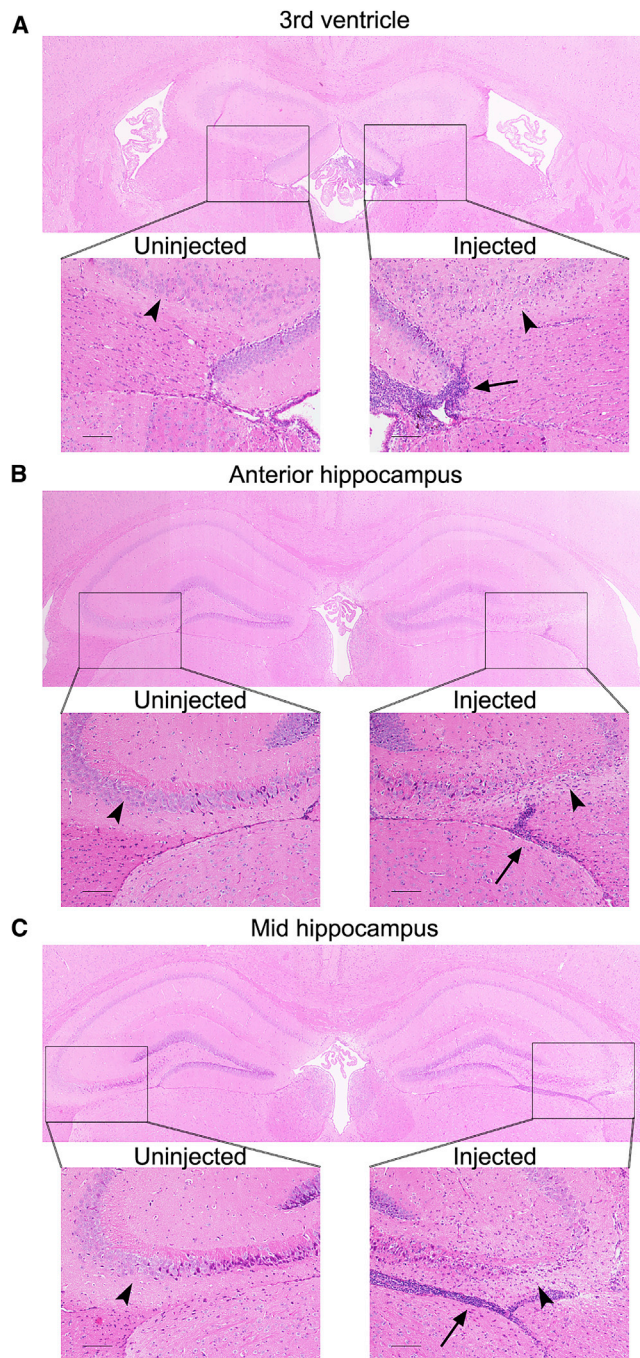 A
3rd ventricle
Uninjected
Injected
B
Anterior hippocampus
Uninjected
Injected
C
Mid hippocampus
Uninjected
Injected